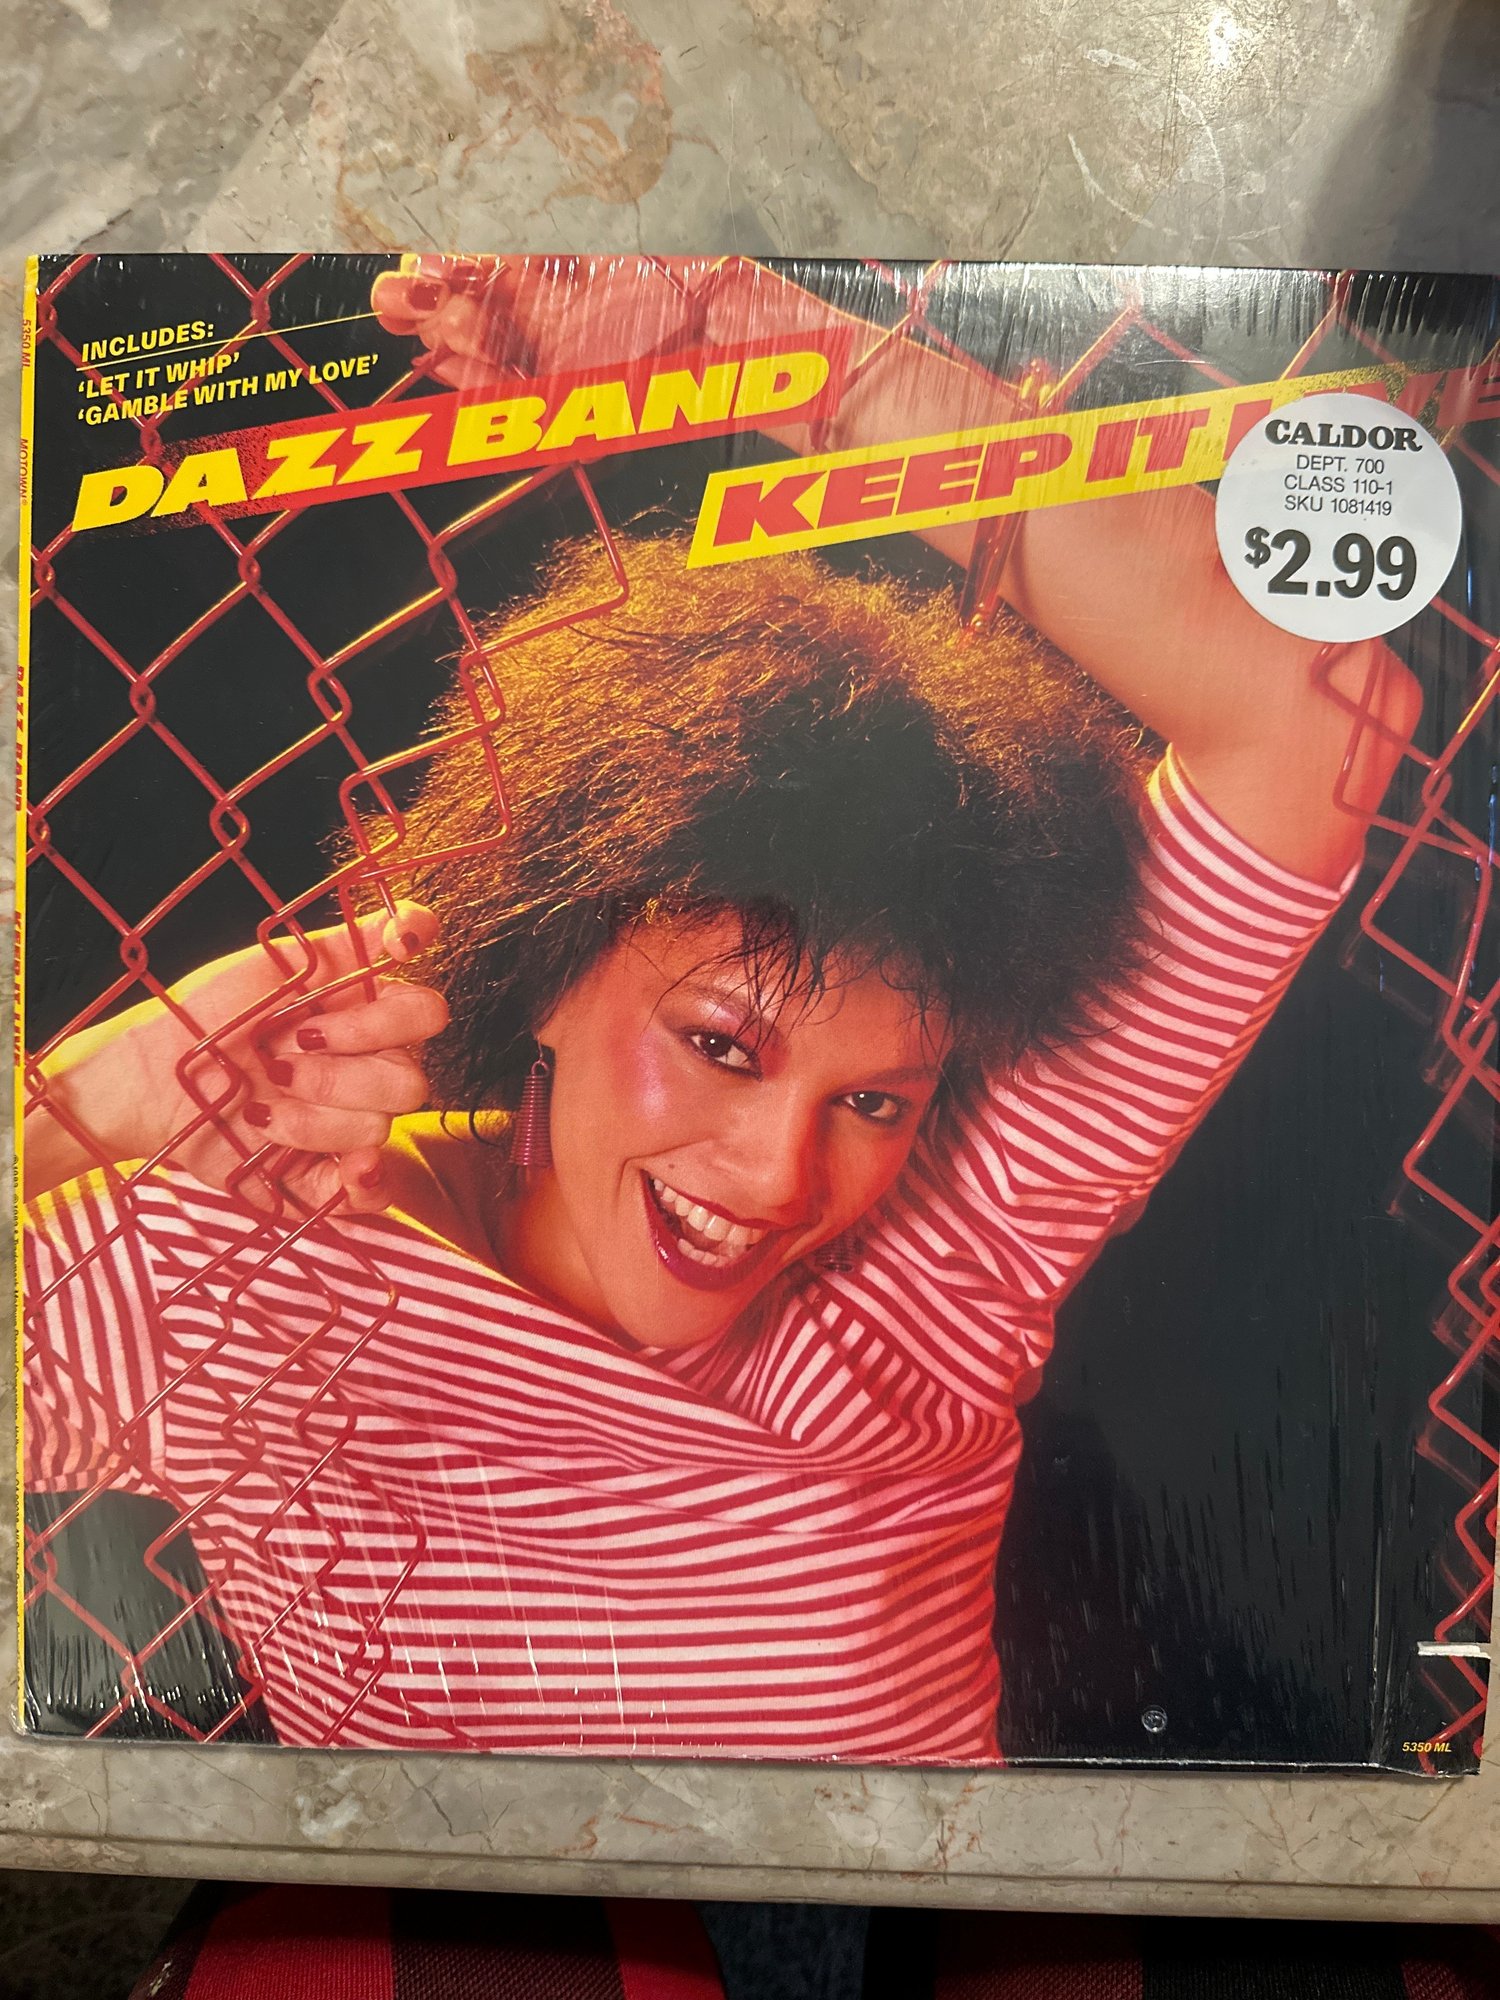 INCLUDES:
'LET IT WHIP'
'GAMBLE WITH MY LOVE'
DAZZ BAND
KEEP IT
CALDOR
DEPT. 700
CLASS 110-1
SKU 1081419
$2.99
5350 ML
MOTOWN®
DAZZ BAND
KEEP IT LIVE
5350 ML